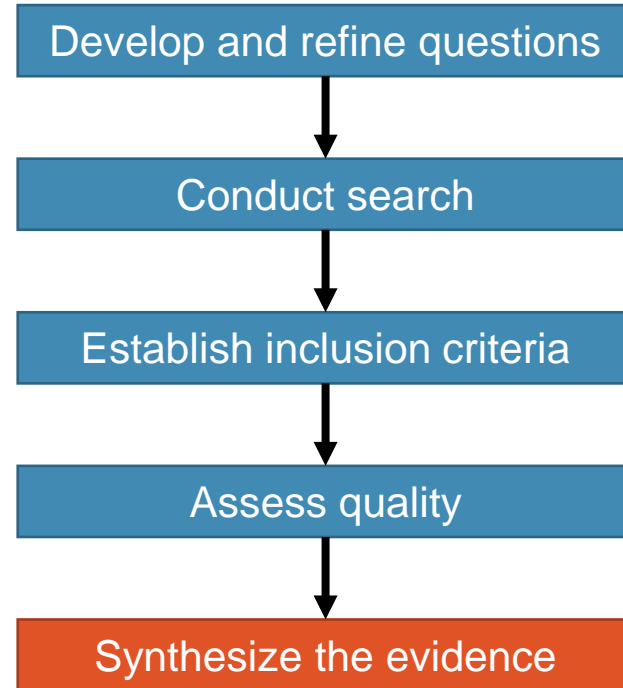 Develop and refine questions
Conduct search
Establish inclusion criteria
Assess quality
Synthesize the evidence